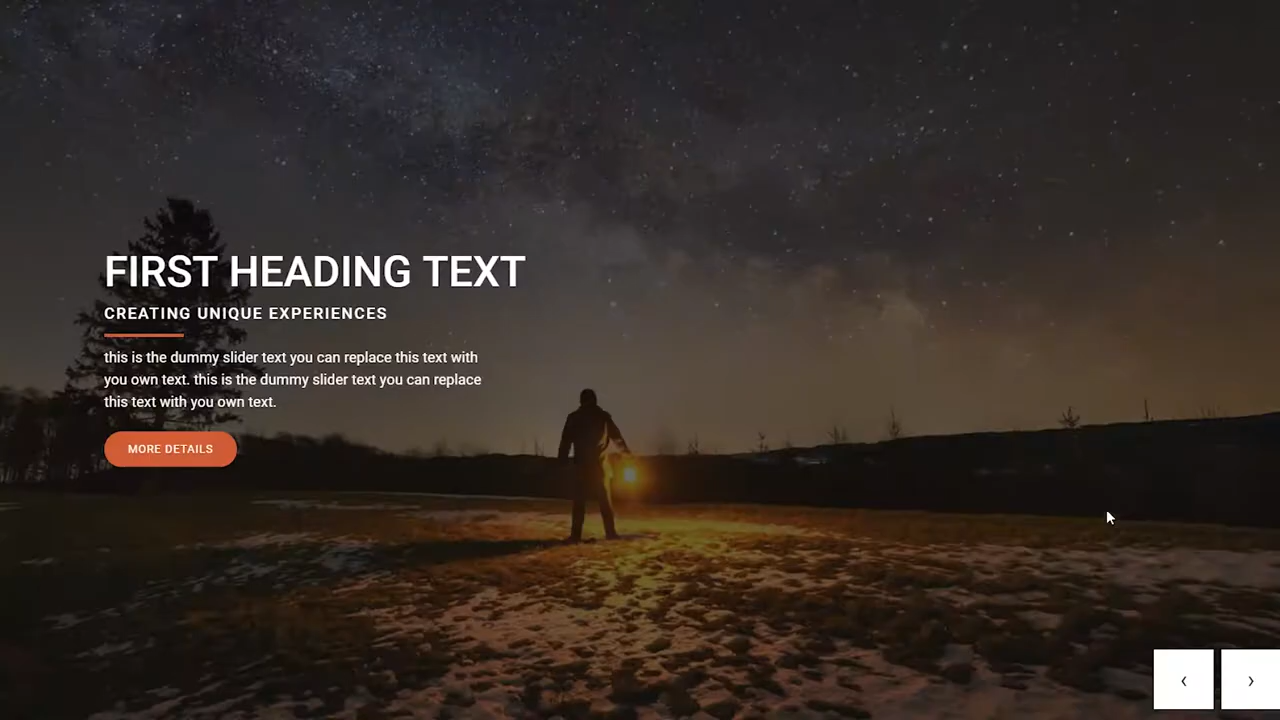 FIRST HEADING TEXT
CREATING UNIQUE EXPERIENCES
this is the dummy slider text you can replace this text with
you own text. this is the dummy slider text you can replace
this text with you own text.
MORE DETAILS
‹ ›